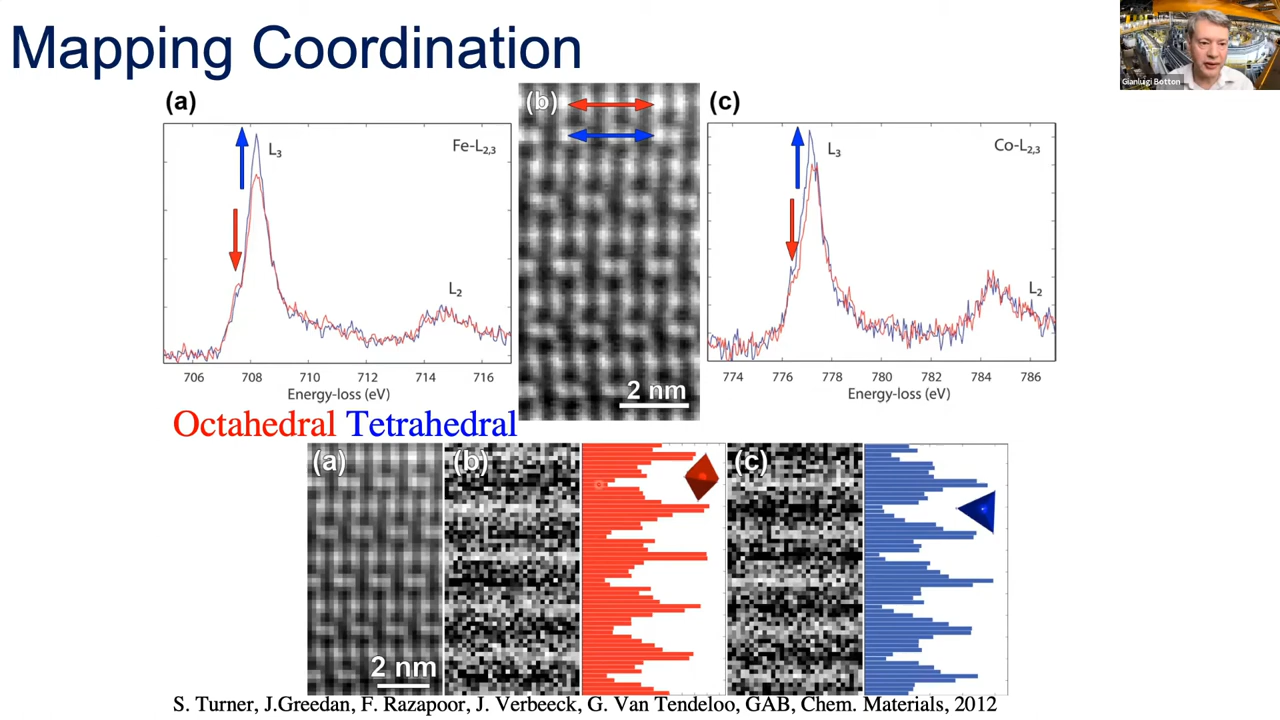 Mapping Coordination
Gianluigi Botton
(a)
L3
Fe-L2,3
L2
706 708 710 712 714 716
Energy-loss (eV)
(b)
2 nm
(c)
L3
Co-L2,3
L2
774 776 778 780 782 784 786
Energy-loss (eV)
Octahedral Tetrahedral
(a)
2 nm
(b)
(c)
S. Turner, J.Greedan, F. Razapoor, J. Verbeeck, G. Van Tendeloo, GAB, Chem. Materials, 2012